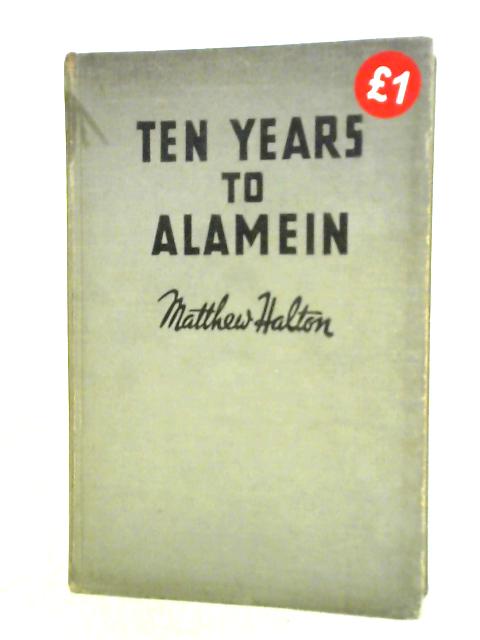 £1
TEN YEARS
TO
ALAMEIN
Matthew Halton